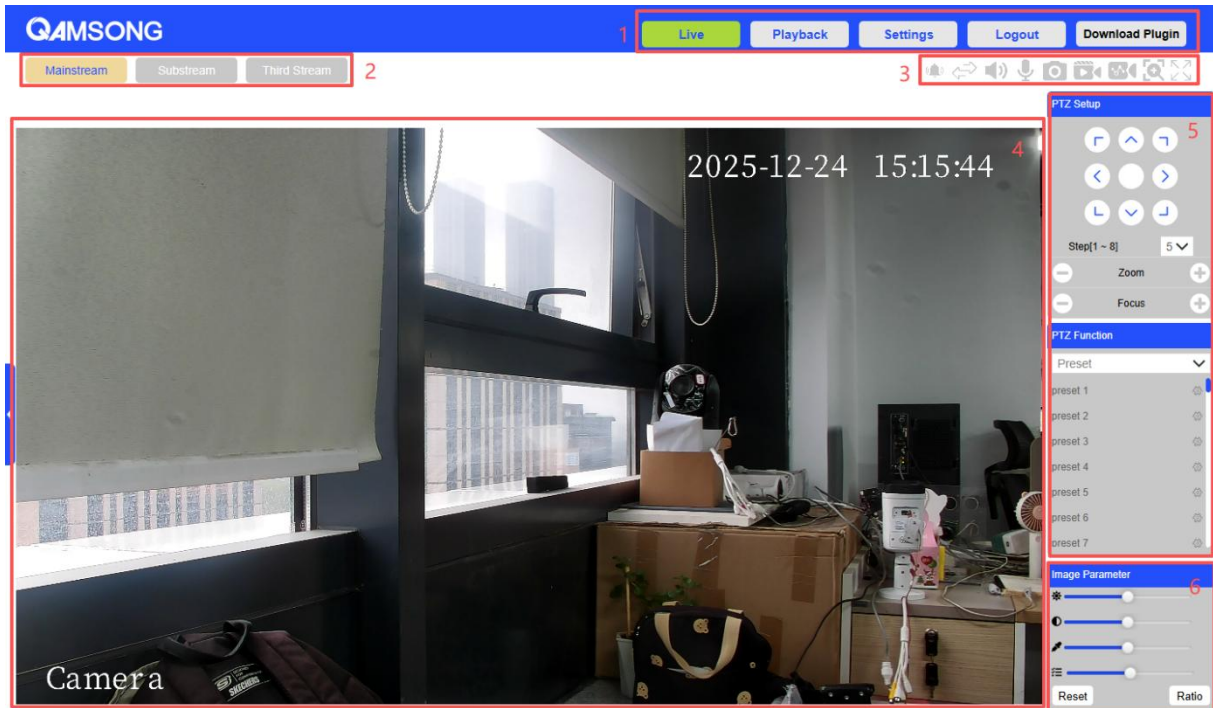 QAMSONG
1 Live Playback Settings Logout Download Plugin
Mainstream Substream Third Stream 2
3
PTZ Setup
5
4
2025-12-24 15:15:44
Step[1 ~ 8] 5
Zoom
Focus
PTZ Function
Preset
preset 1
preset 2
preset 3
preset 4
preset 5
preset 6
preset 7
Image Parameter
6
Camera
SKECHERS
Reset Ratio